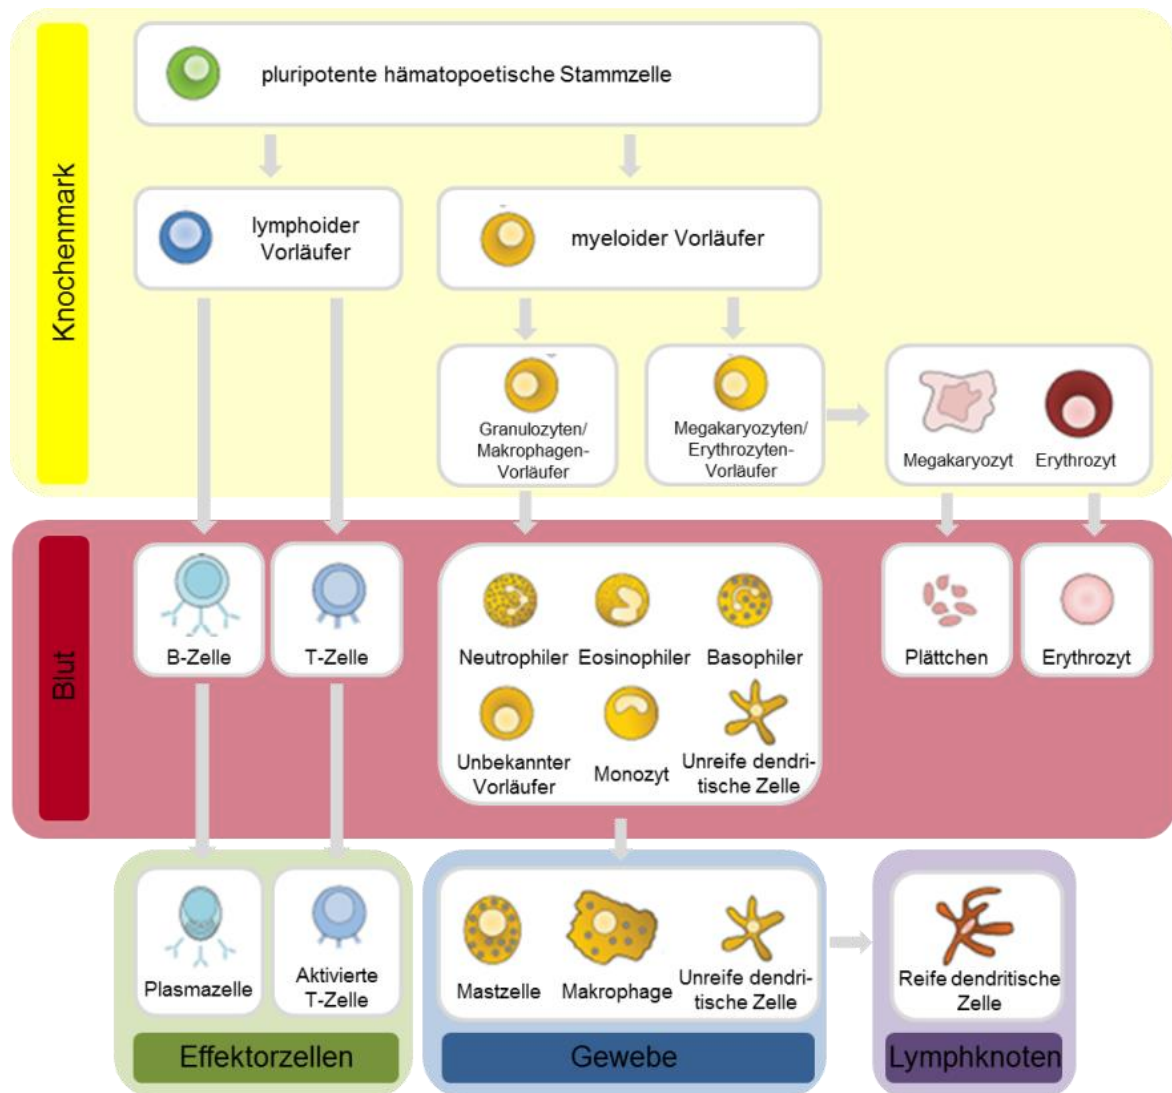 Knochenmark
pluripotente hämatopoetische Stammzelle
lymphoider
Vorläufer
myeloider Vorläufer
Granulozyten/
Makrophagen-
Vorläufer
Megakaryozyten/
Erythrozyten-
Vorläufer
Megakaryozyt
Erythrozyt
Blut
B-Zelle
T-Zelle
Neutrophiler
Eosinophiler
Basophiler
Unbekannter
Vorläufer
Monozyt
Unreife dendri-
tische Zelle
Plättchen
Erythrozyt
Plasmazelle
Aktivierte
T-Zelle
Effektorzellen
Mastzelle
Makrophage
Unreife dendri-
tische Zelle
Gewebe
Reife dendritische
Zelle
Lymphknoten